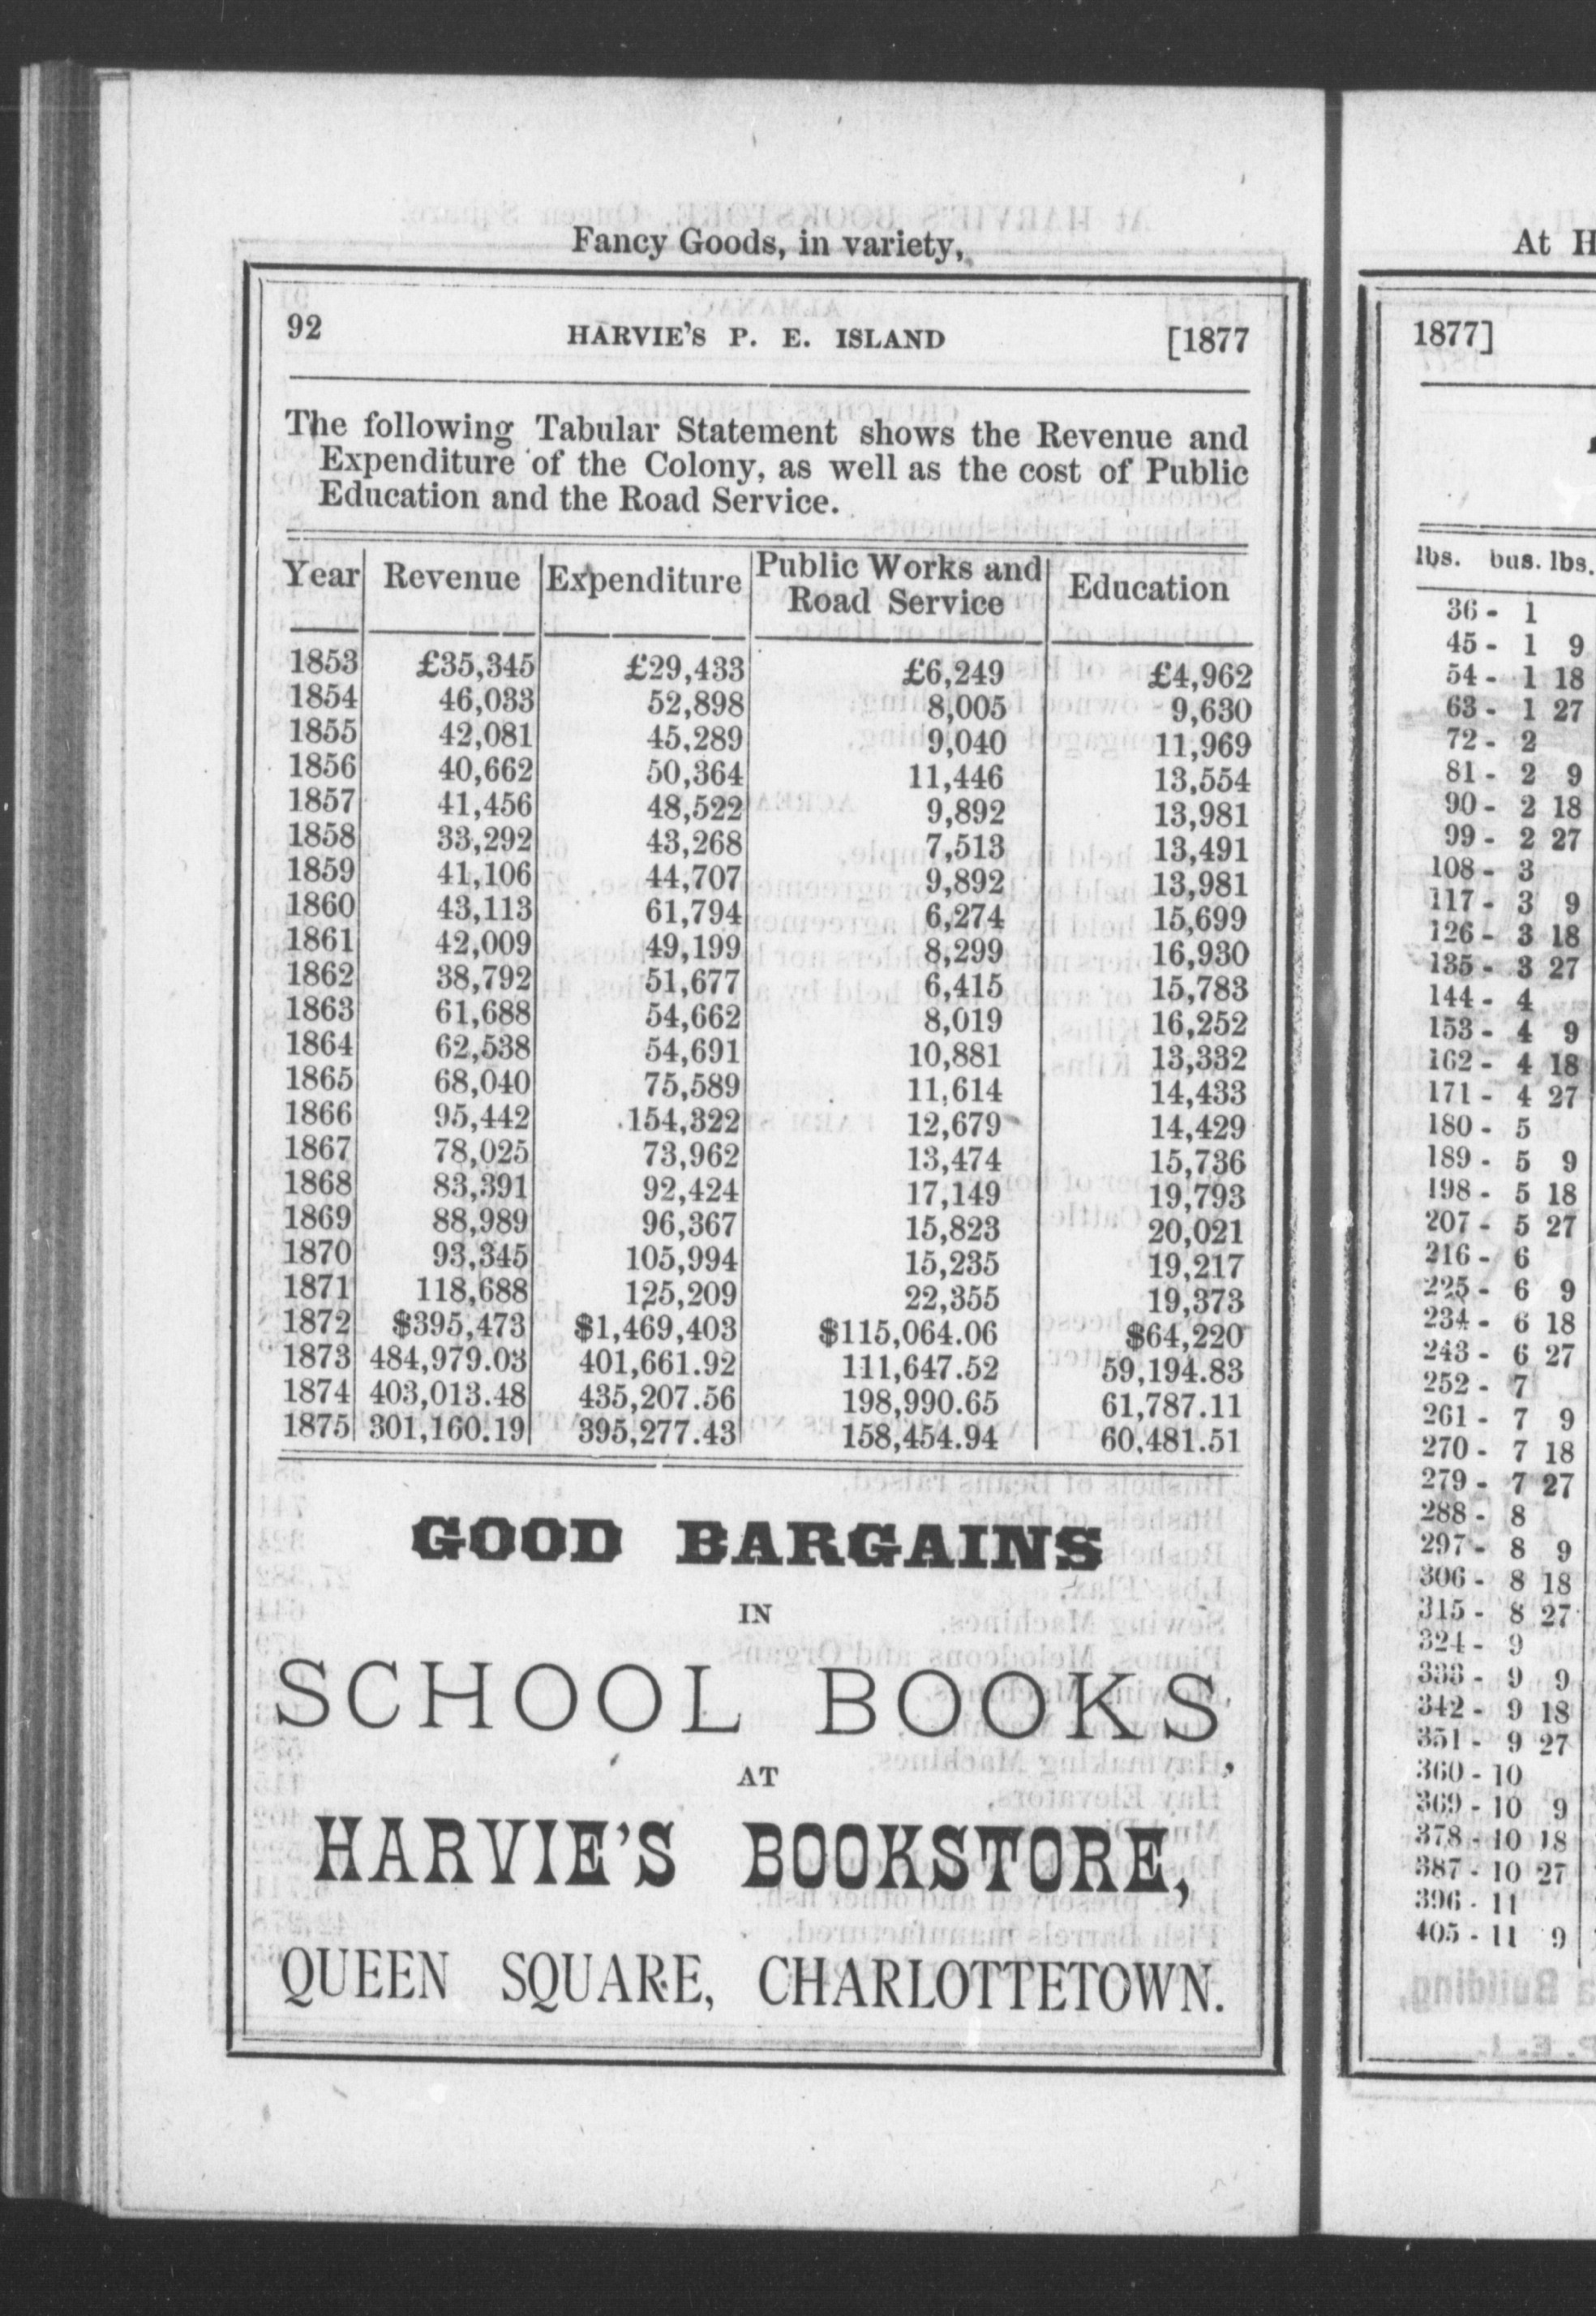 Fancy Goods, in variety,
92 HARVIE'S P. E. ISLAND [1877
The following Tabular Statement shows the Revenue and
Expenditure of the Colony, as well as the cost of Public
Education and the Road Service.
Year Revenue Expenditure Public Works and Road Service Education
1853 £35,345 £29,433 £6,249 £4,962
1854 46,033 52,898 8,005 9,630
1855 42,081 45,289 9,040 11,969
1856 40,662 50,364 11,446 13,554
1857 41,456 48,522 9,892 13,981
1858 33,292 43,268 7,513 13,491
1859 41,106 44,707 9,892 13,981
1860 43,113 61,794 6,274 15,699
1861 42,009 49,199 8,299 16,930
1862 38,792 51,677 6,415 15,783
1863 61,688 54,662 8,019 16,252
1864 62,538 54,691 10,881 13,332
1865 68,040 75,589 11,614 14,433
1866 95,442 154,322 12,679 14,429
1867 78,025 73,962 13,474 15,736
1868 83,391 92,424 17,149 19,793
1869 88,989 96,367 15,823 20,021
1870 93,345 105,994 15,235 19,217
1871 118,688 125,209 22,355 19,373
1872 $395,473 $1,469,403 $115,064.06 $64,220
1873 484,979.03 401,661.92 111,647.52 59,194.83
1874 403,013.48 435,207.56 198,990.65 61,787.11
1875 301,160.19 395,277.43 158,454.94 60,481.51
GOOD BARGAINS
IN
SCHOOL BOOKS,
AT
HARVIE'S BOOKSTORE,
QUEEN SQUARE, CHARLOTTETOWN.
At H
1877]
lbs. bus. lbs.
36 - 1
45 - 1 9
54 - 1 18
63 - 1 27
72 - 2
81 - 2 9
90 - 2 18
99 - 2 27
108 - 3
117 - 3 9
126 - 3 18
135 - 3 27
144 - 4
153 - 4 9
162 - 4 18
171 - 4 27
180 - 5
189 - 5 9
198 - 5 18
207 - 5 27
216 - 6
225 - 6 9
234 - 6 18
243 - 6 27
252 - 7
261 - 7 9
270 - 7 18
279 - 7 27
288 - 8
297 - 8 9
306 - 8 18
315 - 8 27
324 - 9
333 - 9 9
342 - 9 18
351 - 9 27
360 - 10
369 - 10 9
378 - 10 18
387 - 10 27
396 - 11
405 - 11 9